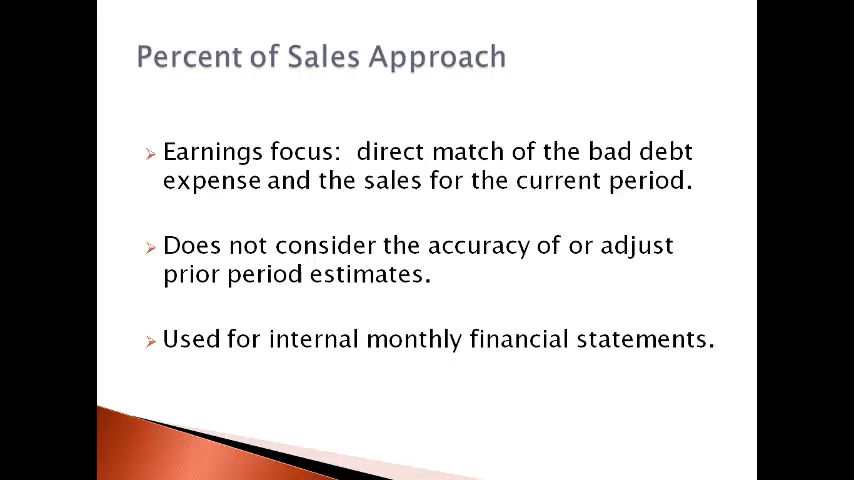 Percent of Sales Approach
Earnings focus:  direct match of the bad debt
expense and the sales for the current period.
Does not consider the accuracy of or adjust
prior period estimates.
Used for internal monthly financial statements.